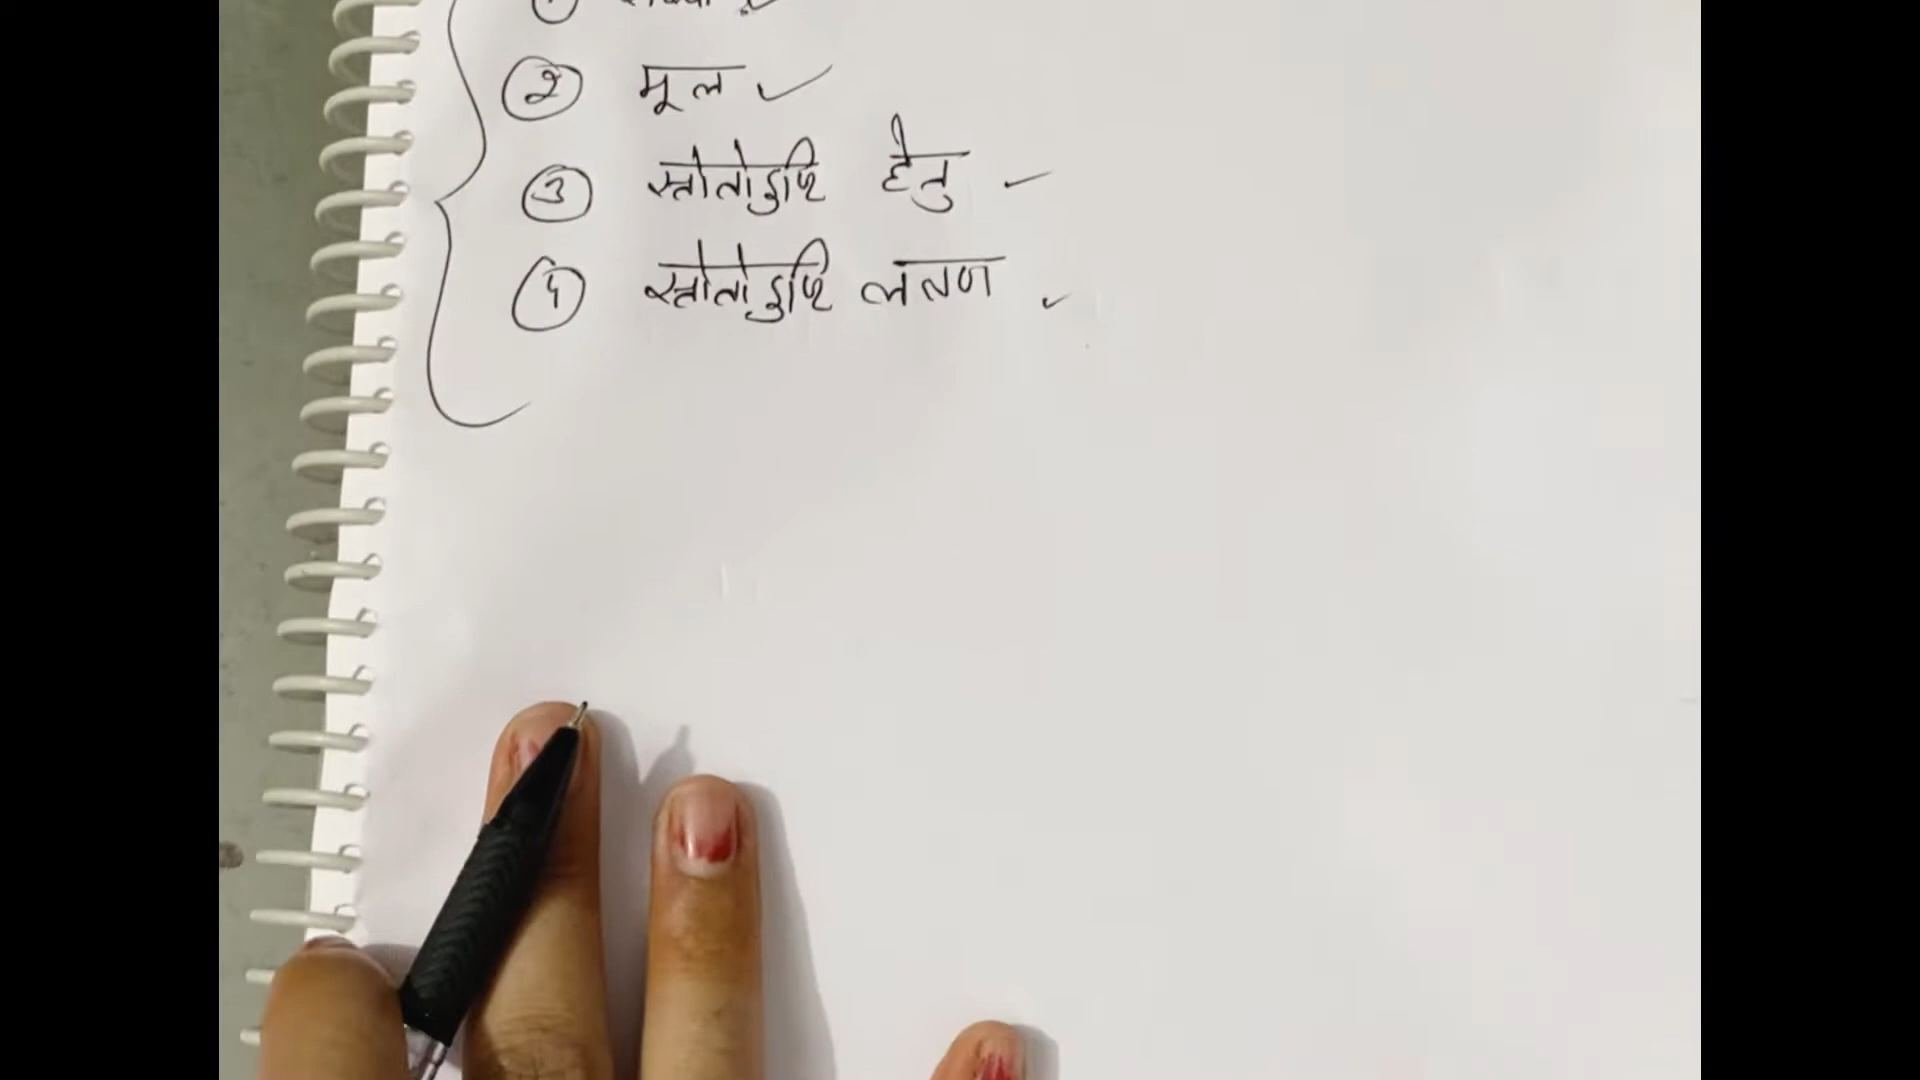 ② मूल ✓
③ स्त्रोतोदुष्टि हेतु ✓
④ स्त्रोतोदुष्टि लक्षण ✓